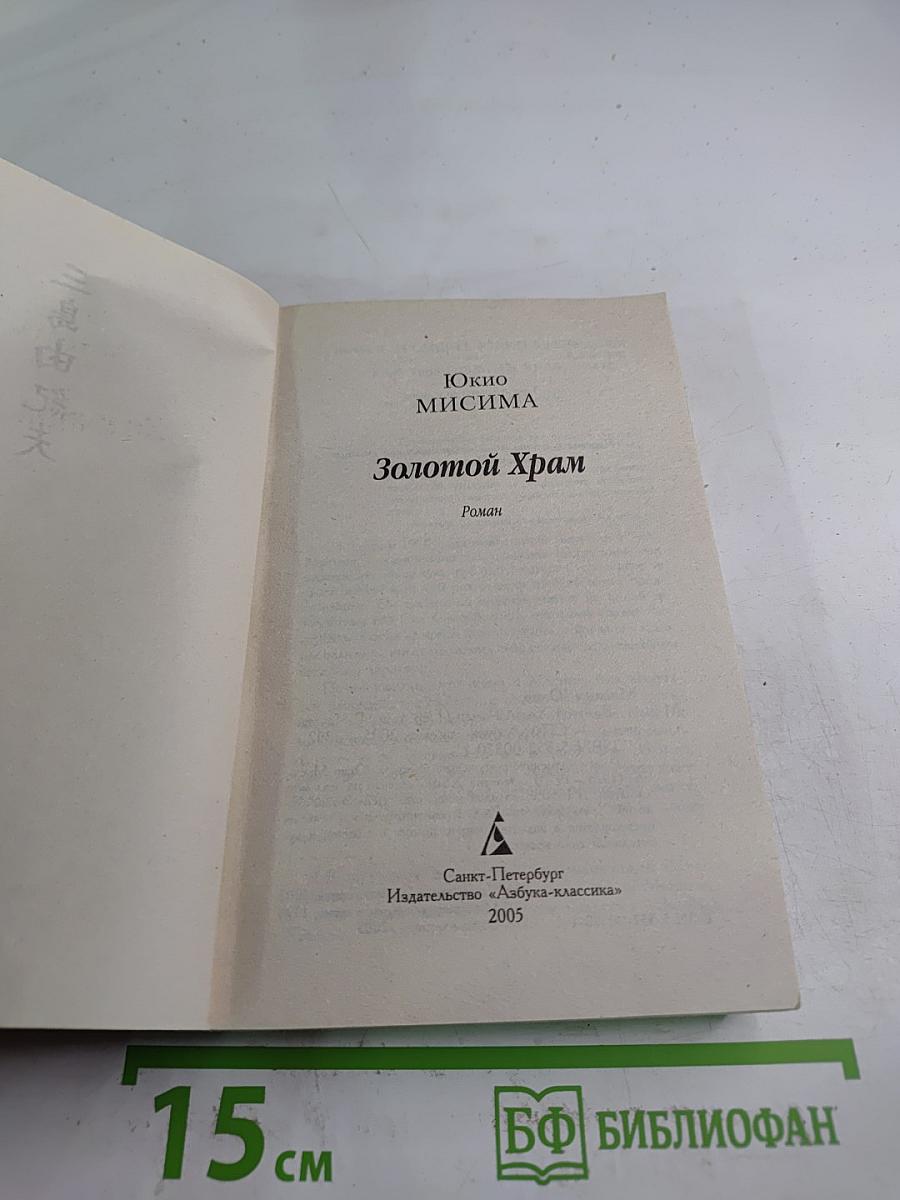 Юкио
МИСИМА
Золотой Храм
Роман
Санкт-Петербург
Издательство «Азбука-классика»
2005
15 см
БФ БИБЛИОФАН